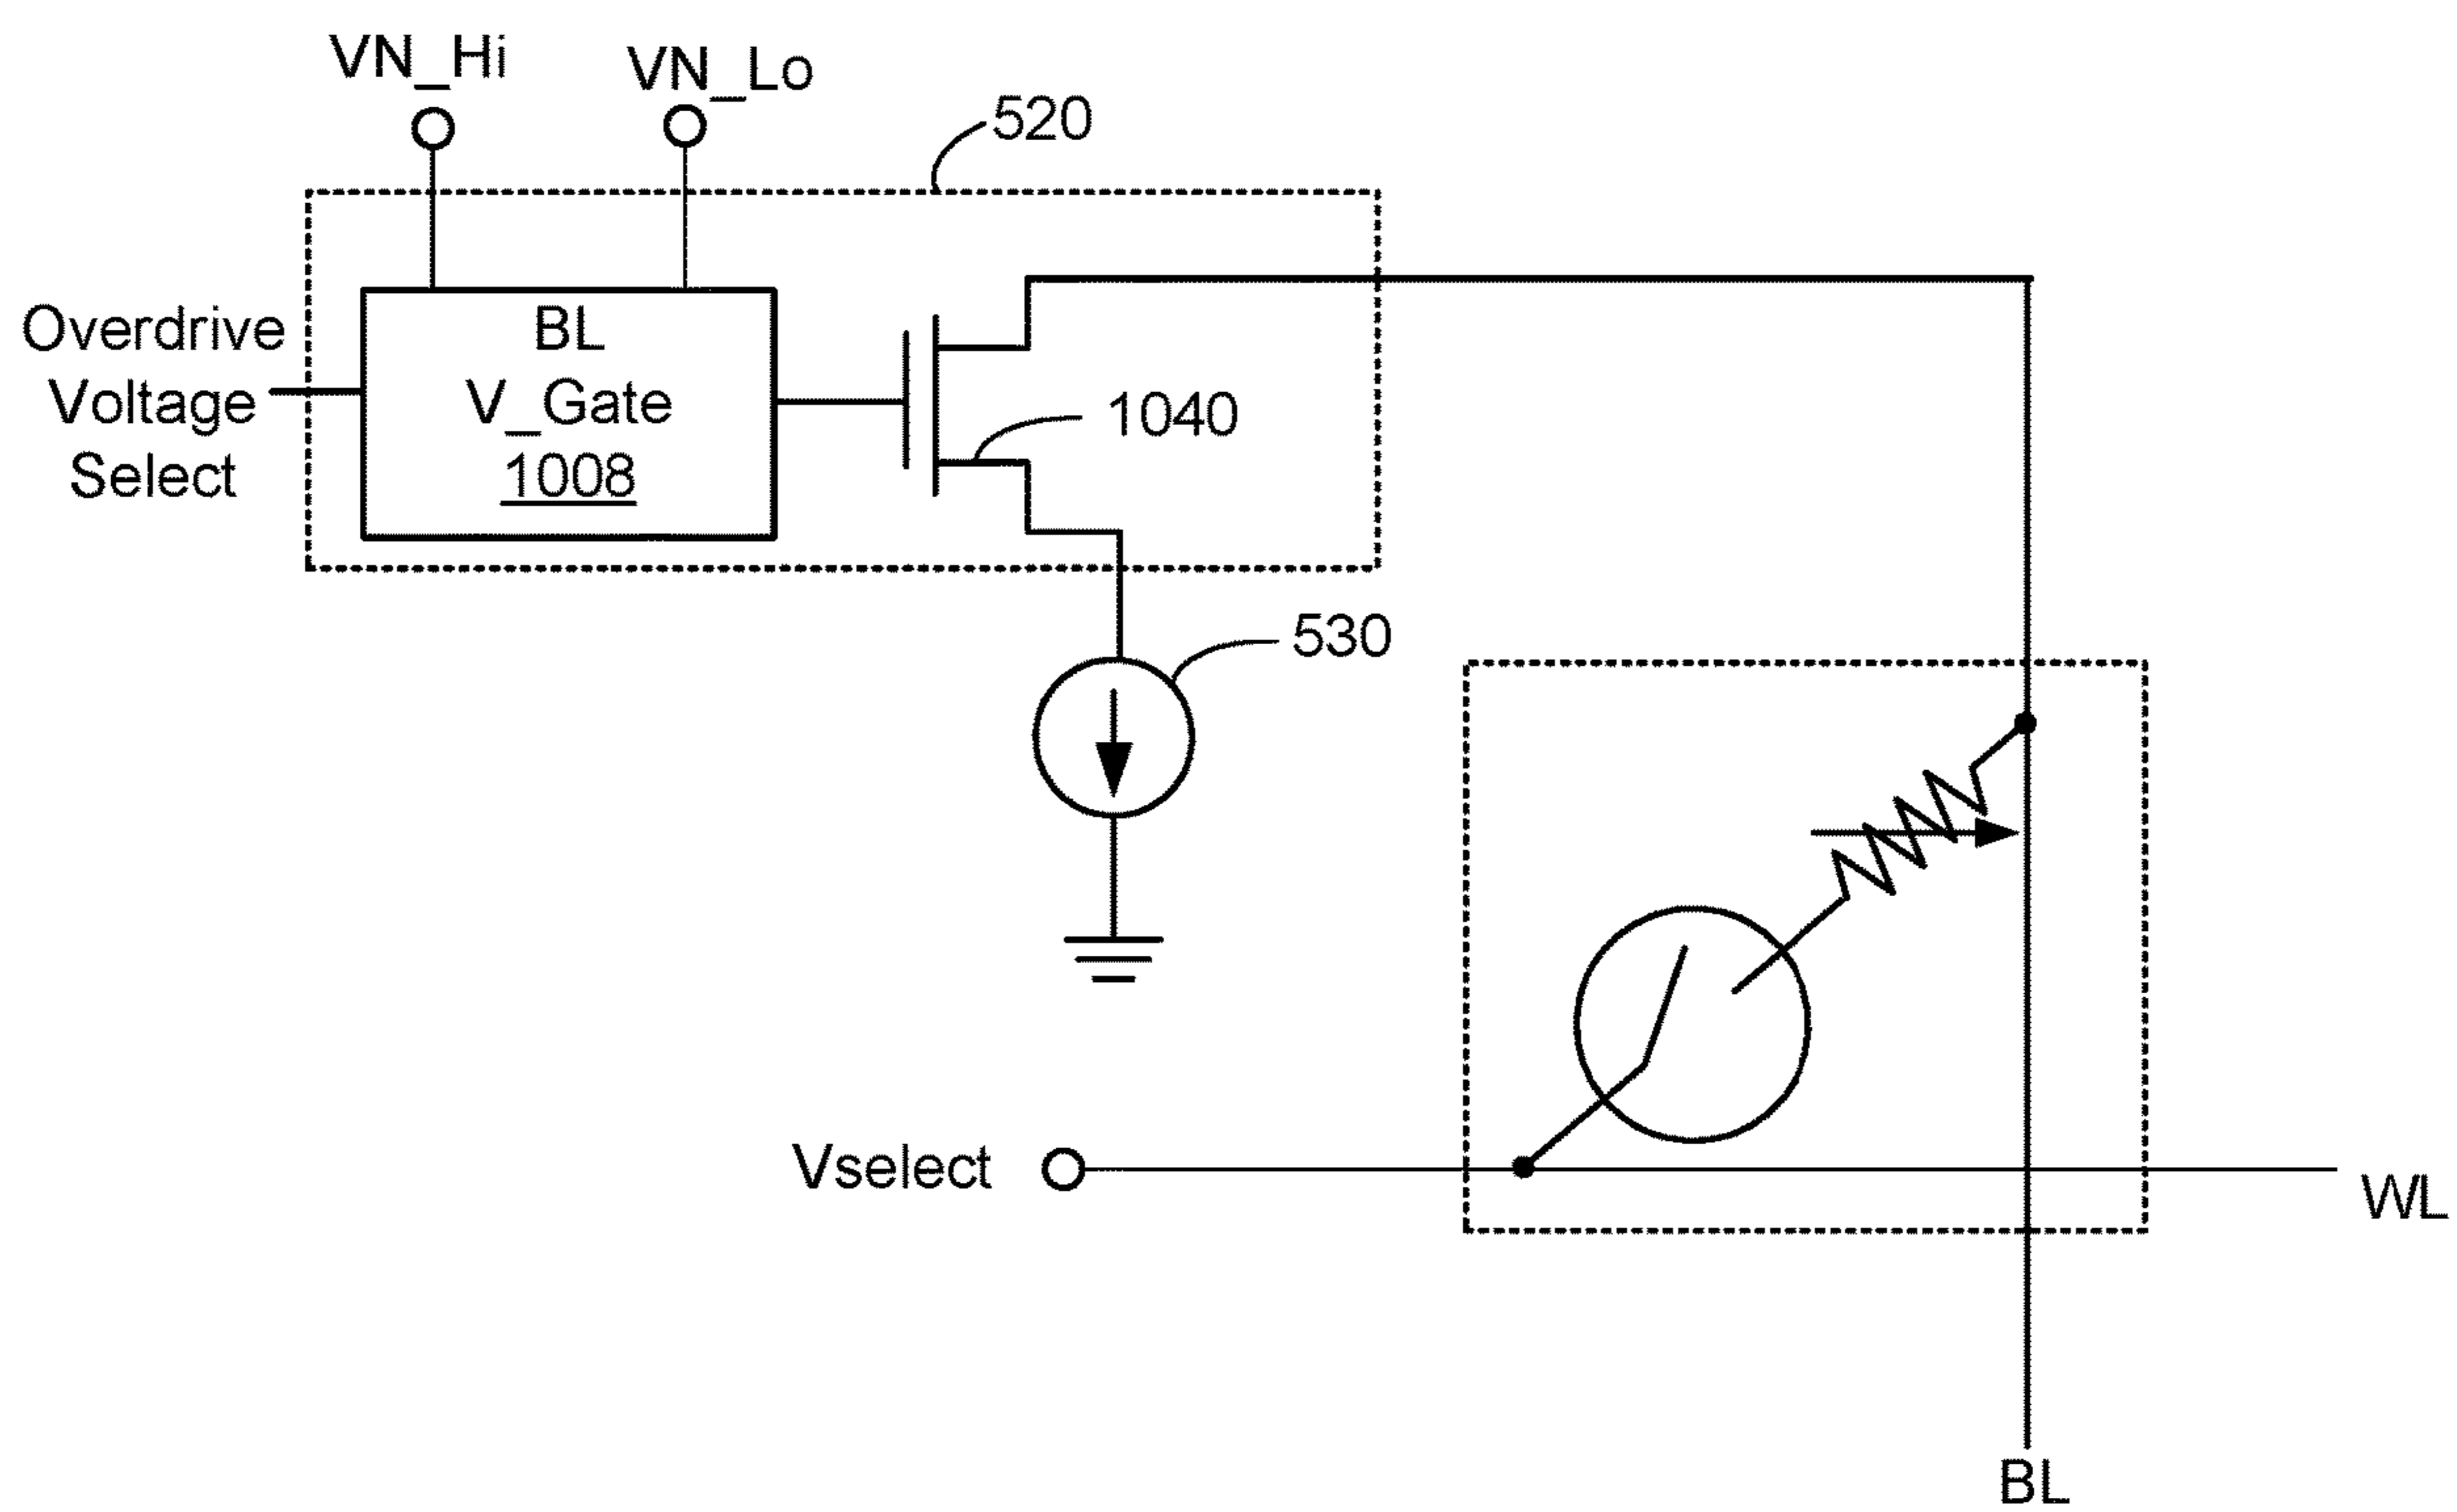 VN_Hi
VN_Lo
520
Overdrive
Voltage
Select
BL
V_Gate
1008
1040
530
Vselect
WL
BL